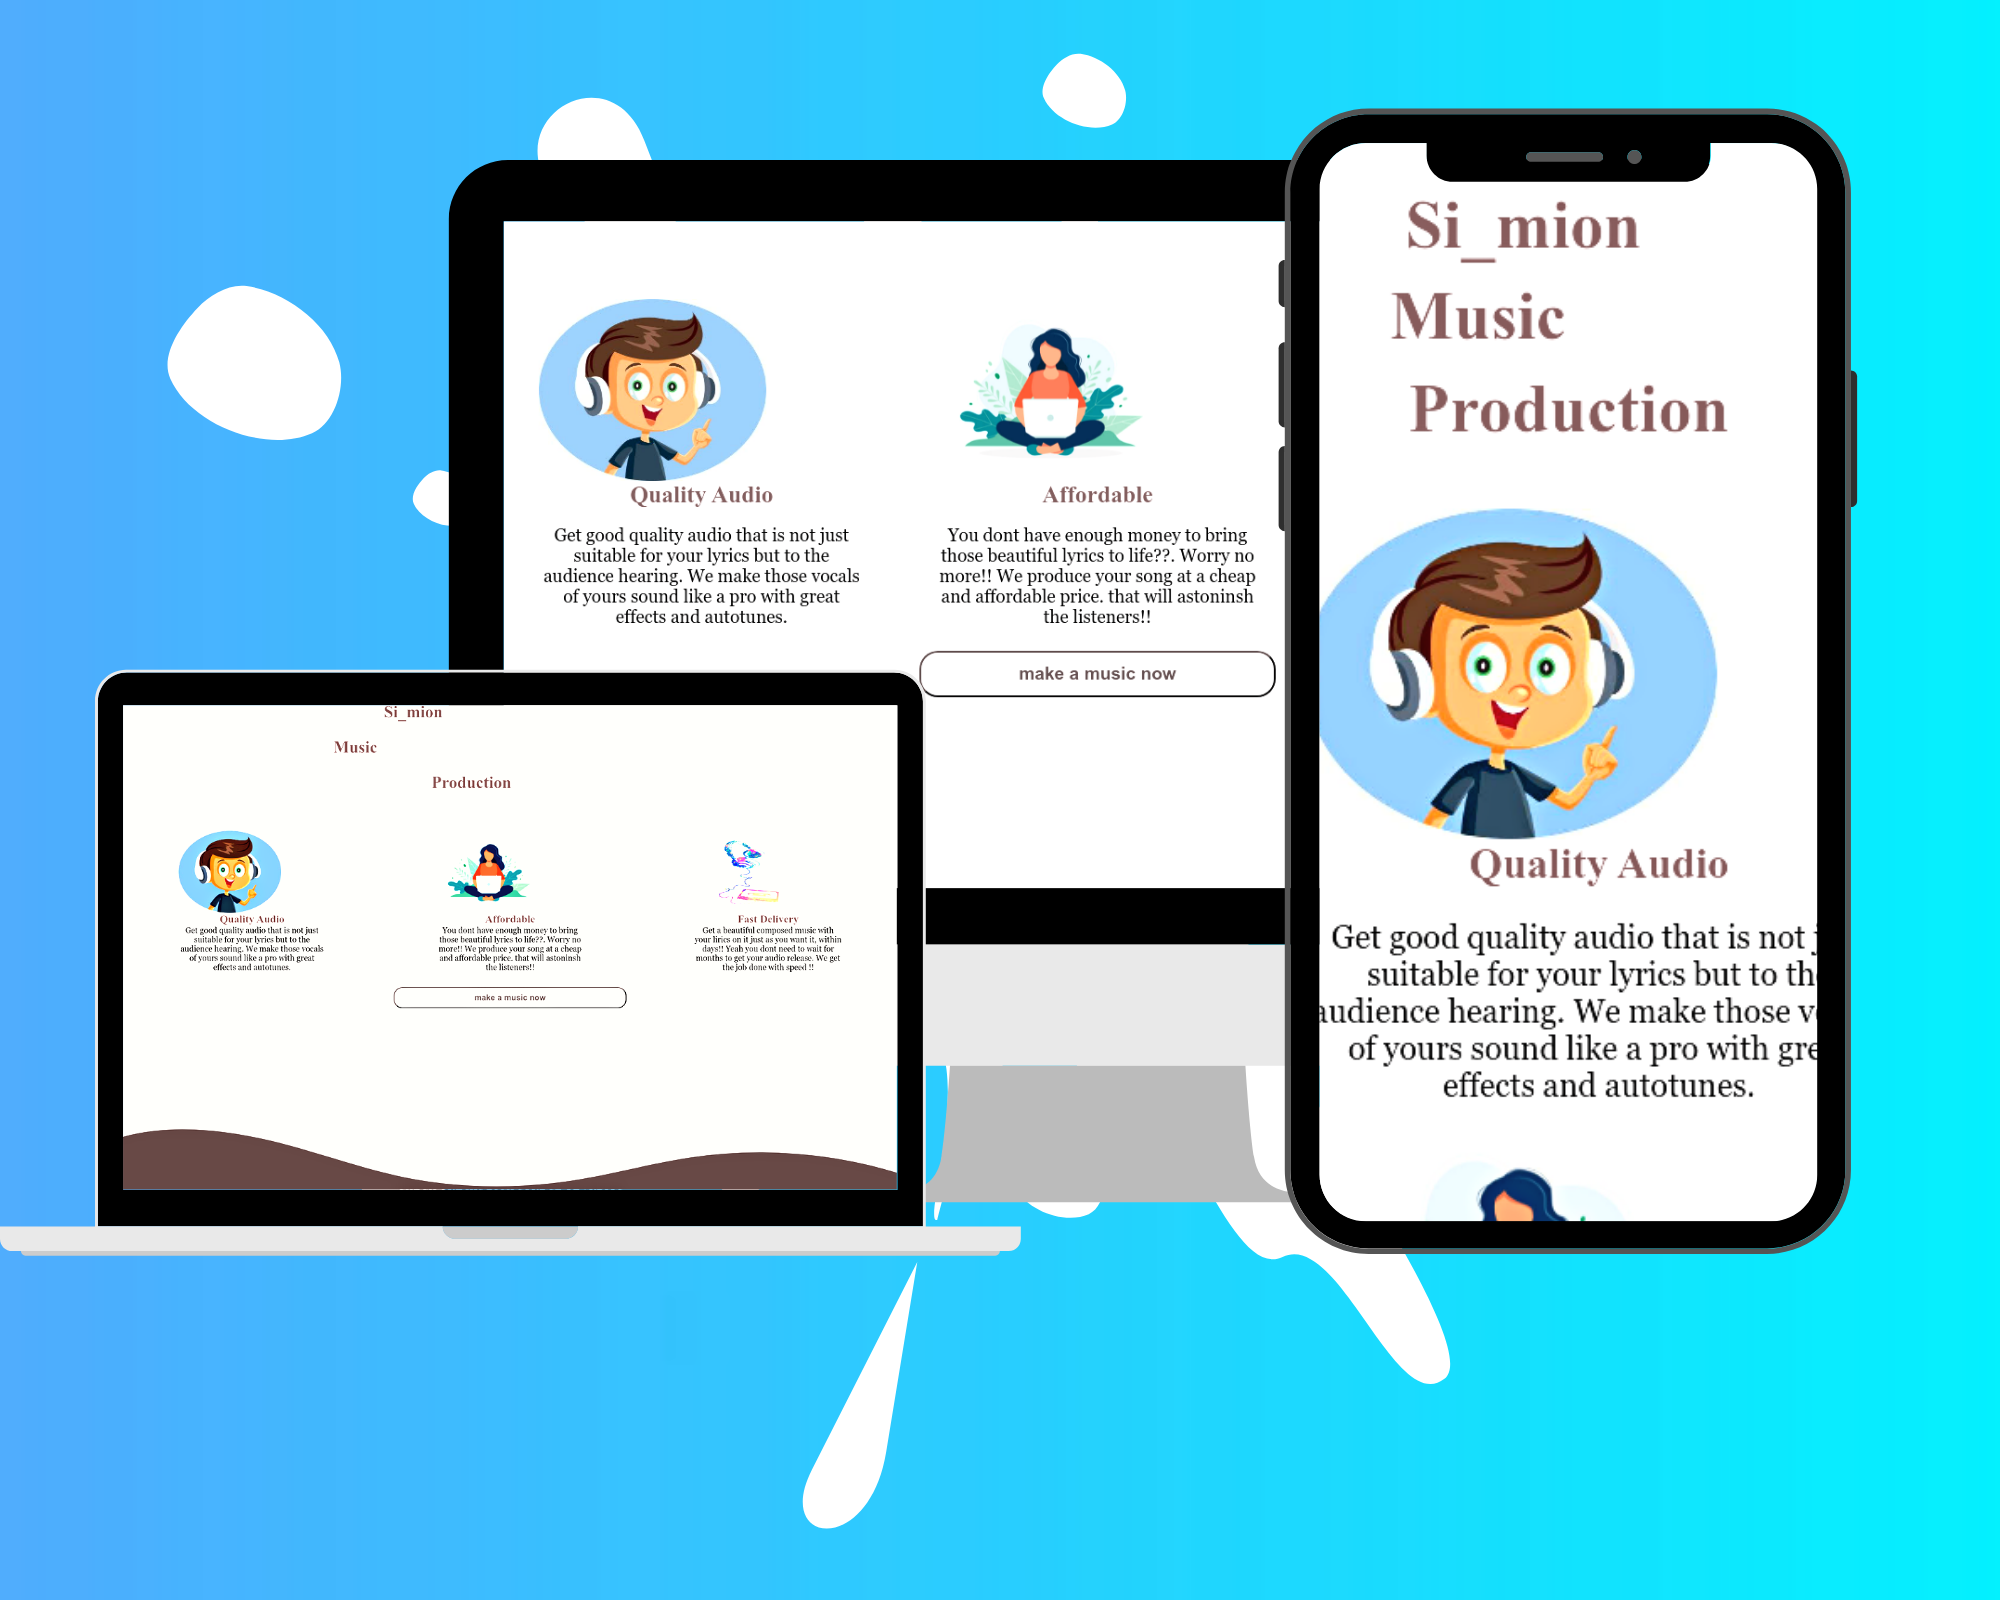 Quality Audio
Get good quality audio that is not just
suitable for your lyrics but to the
audience hearing. We make those vocals
of yours sound like a pro with great
effects and autotunes.
Affordable
You dont have enough money to bring
those beautiful lyrics to life??. Worry no
more!! We produce your song at a cheap
and affordable price. that will astoninsh
the listeners!!
make a music now
Si_mion
Music
Production
Quality Audio
Get good quality audio that is not j
suitable for your lyrics but to th
audience hearing. We make those v
of yours sound like a pro with gre
effects and autotunes.
Si_mion
Music
Production
Quality Audio
Get good quality audio that is not just
suitable for your lyrics but to the
audience hearing. We make those vocals
of yours sound like a pro with great
effects and autotunes.
Affordable
You dont have enough money to bring
those beautiful lyrics to life??. Worry no
more!! We produce your song at a cheap
and affordable price. that will astoninsh
the listeners!!
Fast Delivery
Get a beautiful composed music with
your lirics on it just as you want it, within
days!! Yeah you dont need to wait for
months to get your audio release. We get
the job done with speed !!
make a music now